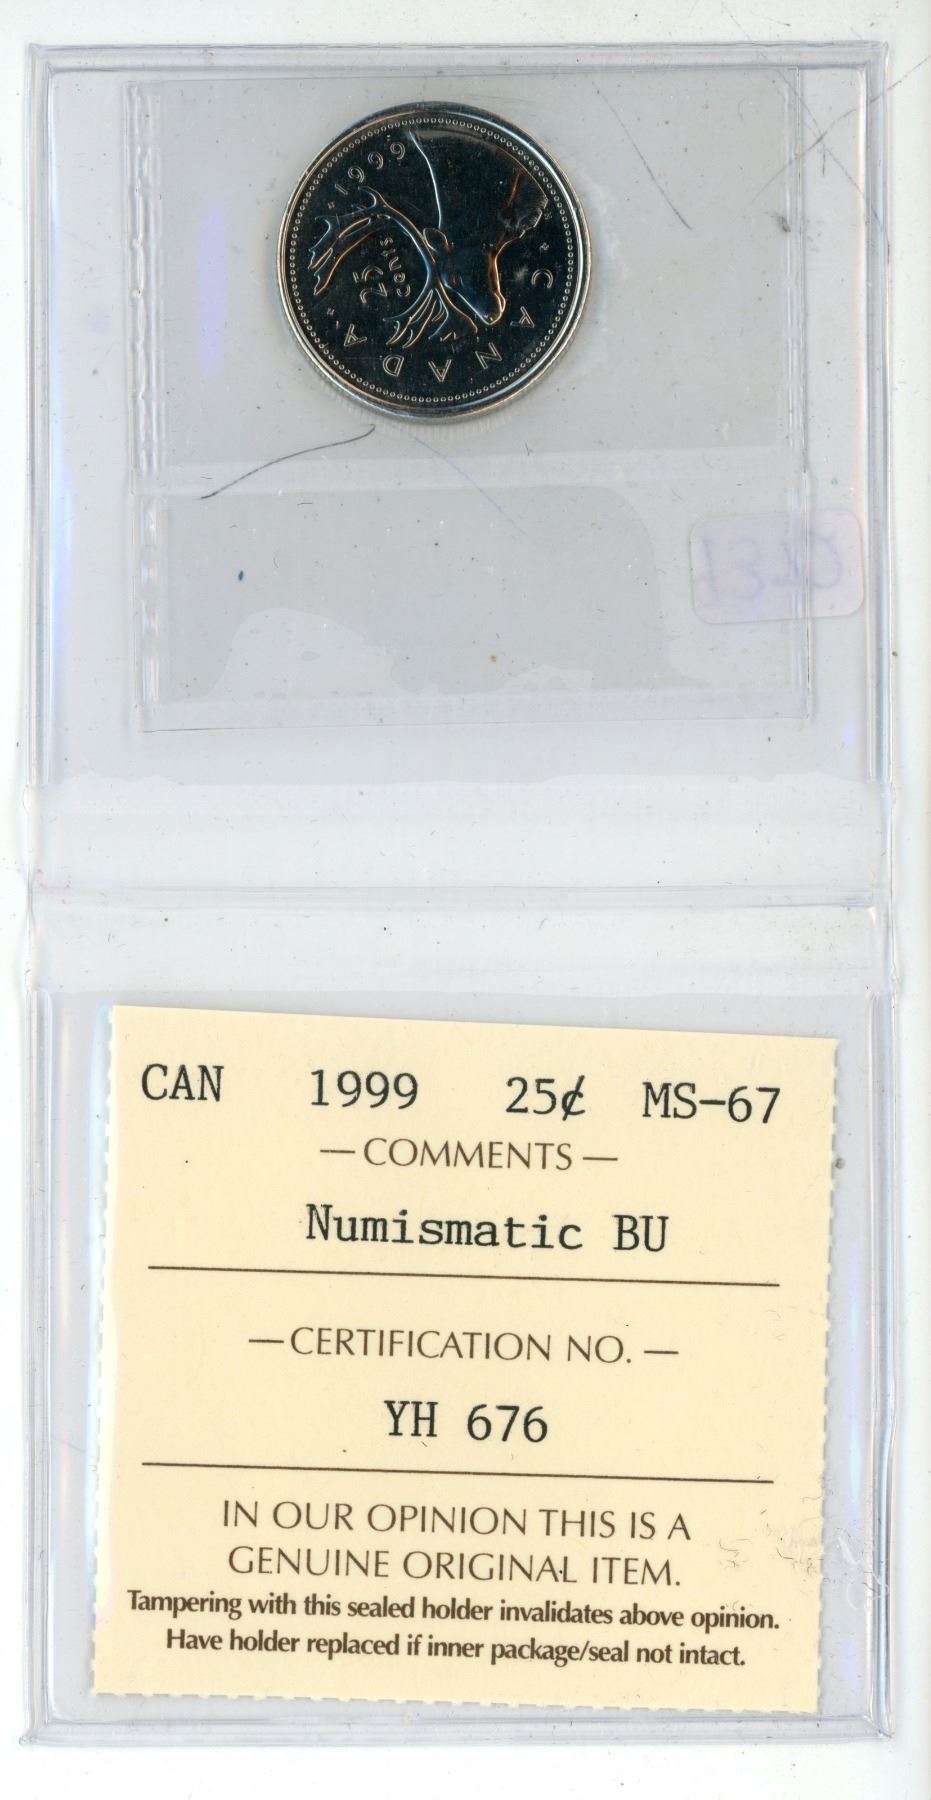 1999
25
cents
CANADA
CAN 1999 25¢ MS-67
— COMMENTS —
Numismatic BU
— CERTIFICATION NO. —
YH 676
IN OUR OPINION THIS IS A
GENUINE ORIGINAL ITEM.
Tampering with this sealed holder invalidates above opinion.
Have holder replaced if inner package/seal not intact.